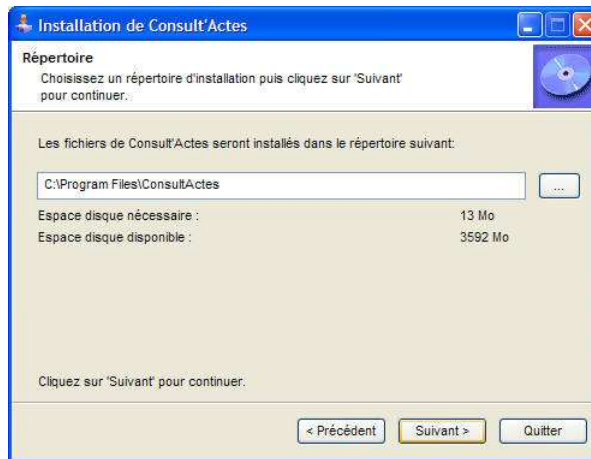 Installation de Consult'Actes
Répertoire
Choisissez un répertoire d'installation puis cliquez sur 'Suivant'
pour continuer.
Les fichiers de Consult'Actes seront installés dans le répertoire suivant:
C:\Program Files\ConsultActes
...
Espace disque nécessaire : 13 Mo
Espace disque disponible : 3592 Mo
Cliquez sur 'Suivant' pour continuer.
< Précédent Suivant > Quitter